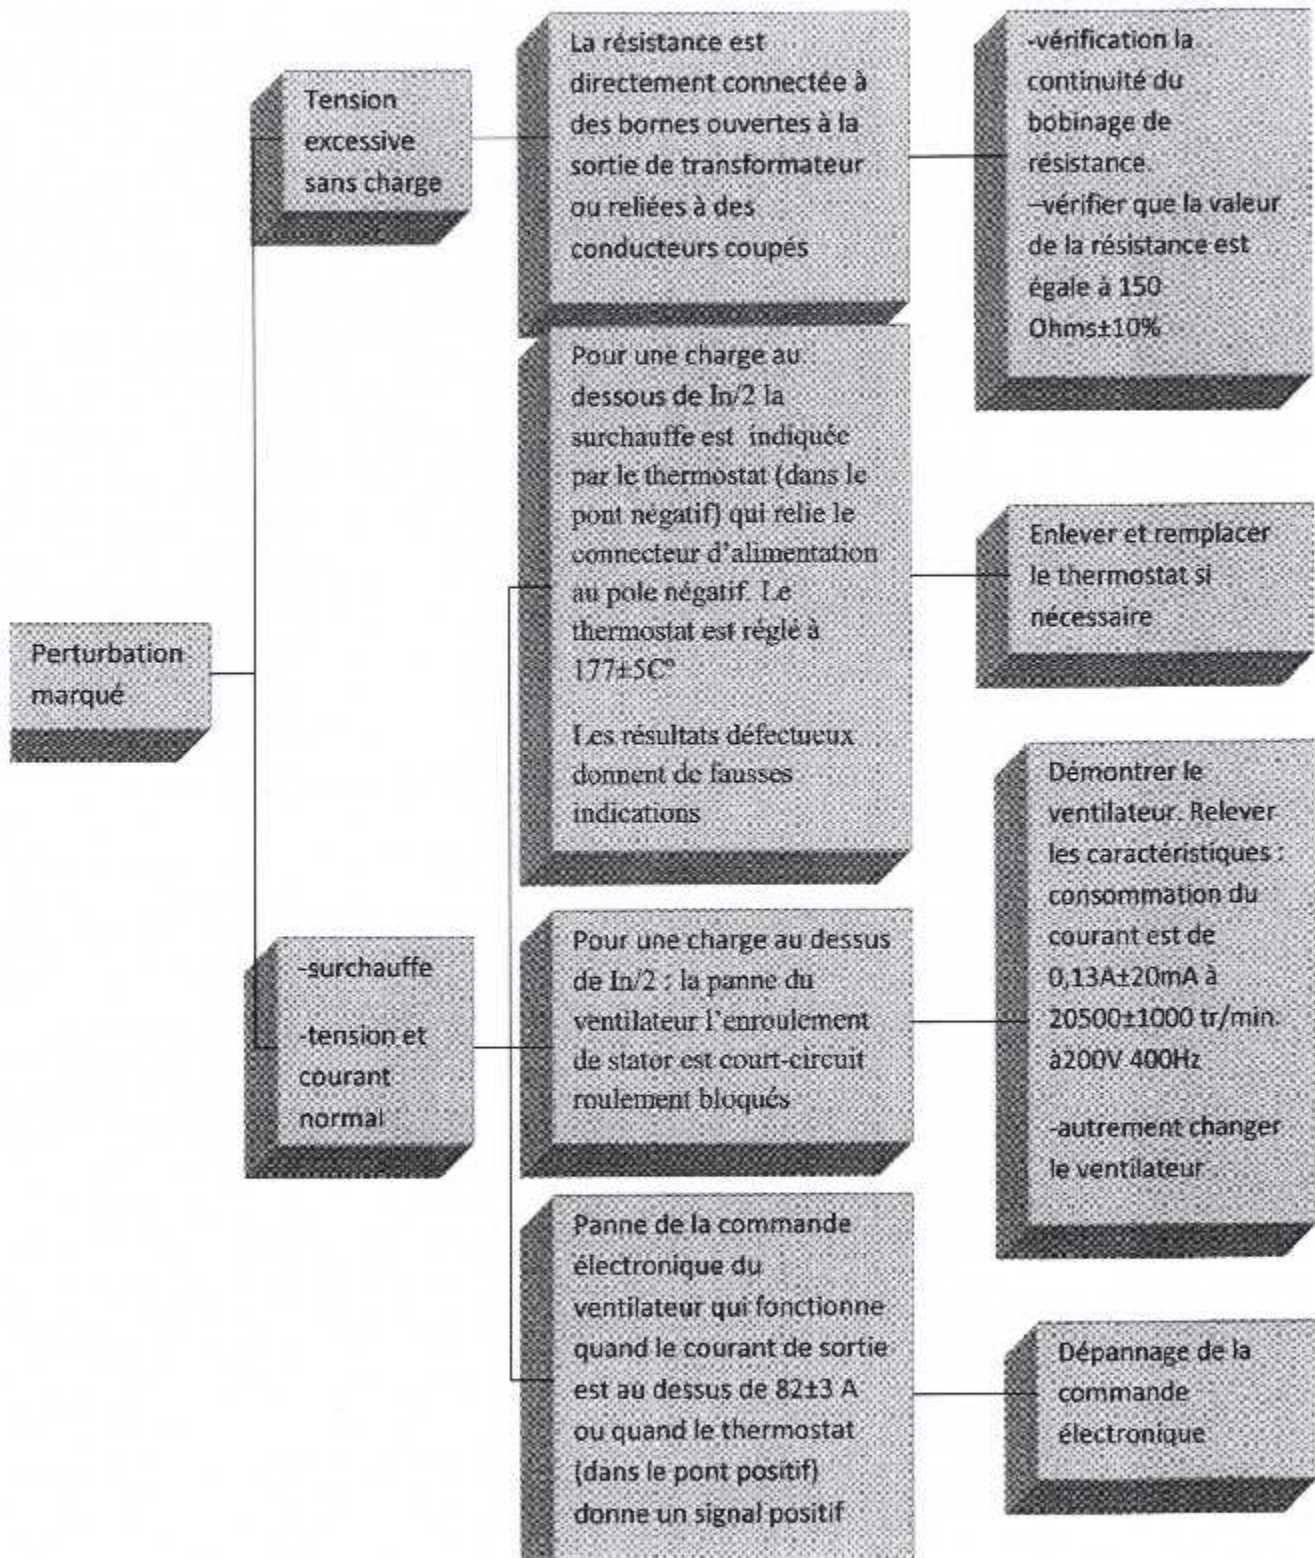 Perturbation
marqué
Tension
excessive
sans charge
La résistance est
directement connectée à
des bornes ouvertes à la
sortie de transformateur
ou reliées à des
conducteurs coupés
-vérification la
continuité du
bobinage de
résistance.
–vérifier que la valeur
de la résistance est
égale à 150
Ohms±10%
-surchauffe
-tension et
courant
normal
Pour une charge au
dessous de In/2 la
surchauffe est indiquée
par le thermostat (dans le
pont négatif) qui relie le
connecteur d'alimentation
au pole négatif. Le
thermostat est réglé à
177±5C°
Les résultats défectueux
donnent de fausses
indications
Enlever et remplacer
le thermostat si
nécessaire
Pour une charge au dessus
de In/2 : la panne du
ventilateur l'enroulement
de stator est court-circuit
roulement bloqués
Démontrer le
ventilateur. Relever
les caractéristiques :
consommation du
courant est de
0,13A±20mA à
20500±1000 tr/min.
à200V 400Hz
-autrement changer
le ventilateur
Panne de la commande
électronique du
ventilateur qui fonctionne
quand le courant de sortie
est au dessus de 82±3 A
ou quand le thermostat
(dans le pont positif)
donne un signal positif
Dépannage de la
commande
électronique